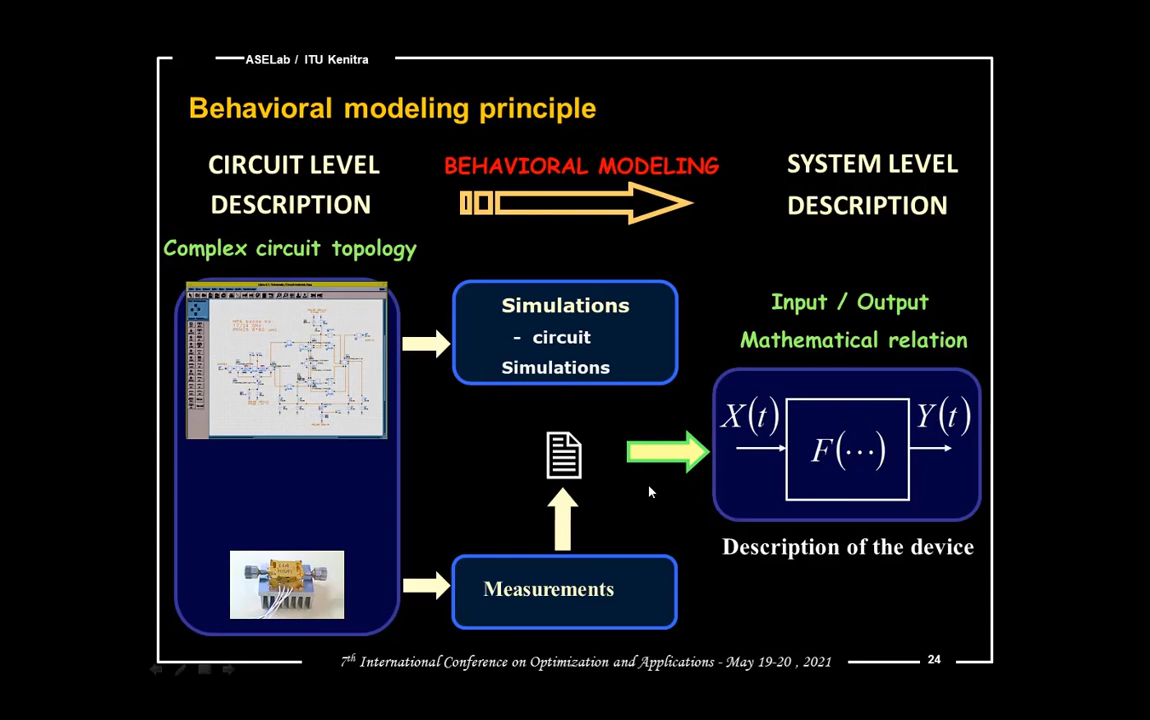 ASELab / ITU Kenitra
Behavioral modeling principle
CIRCUIT LEVEL
DESCRIPTION
BEHAVIORAL MODELING
SYSTEM LEVEL
DESCRIPTION
Complex circuit topology
Simulations
- circuit
Simulations
Measurements
Input / Output
Mathematical relation
X(t)
F(···)
Y(t)
Description of the device
7th International Conference on Optimization and Applications - May 19-20 , 2021
24